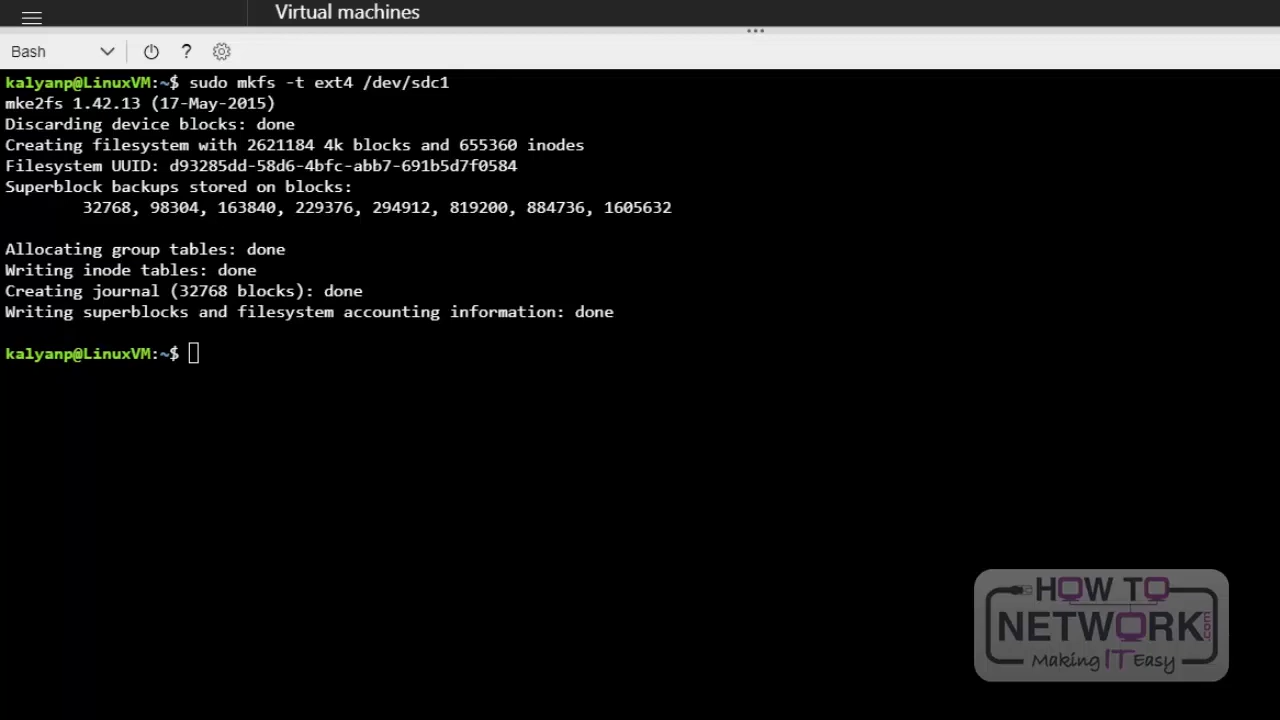 Virtual machines
Bash
?
kalyanp@LinuxVM:~$ sudo mkfs -t ext4 /dev/sdc1
mke2fs 1.42.13 (17-May-2015)
Discarding device blocks: done
Creating filesystem with 2621184 4k blocks and 655360 inodes
Filesystem UUID: d93285dd-58d6-4bfc-abb7-691b5d7f0584
Superblock backups stored on blocks:
32768, 98304, 163840, 229376, 294912, 819200, 884736, 1605632
Allocating group tables: done
Writing inode tables: done
Creating journal (32768 blocks): done
Writing superblocks and filesystem accounting information: done
kalyanp@LinuxVM:~$
HOW TO
NETWORK.com
Making IT Easy